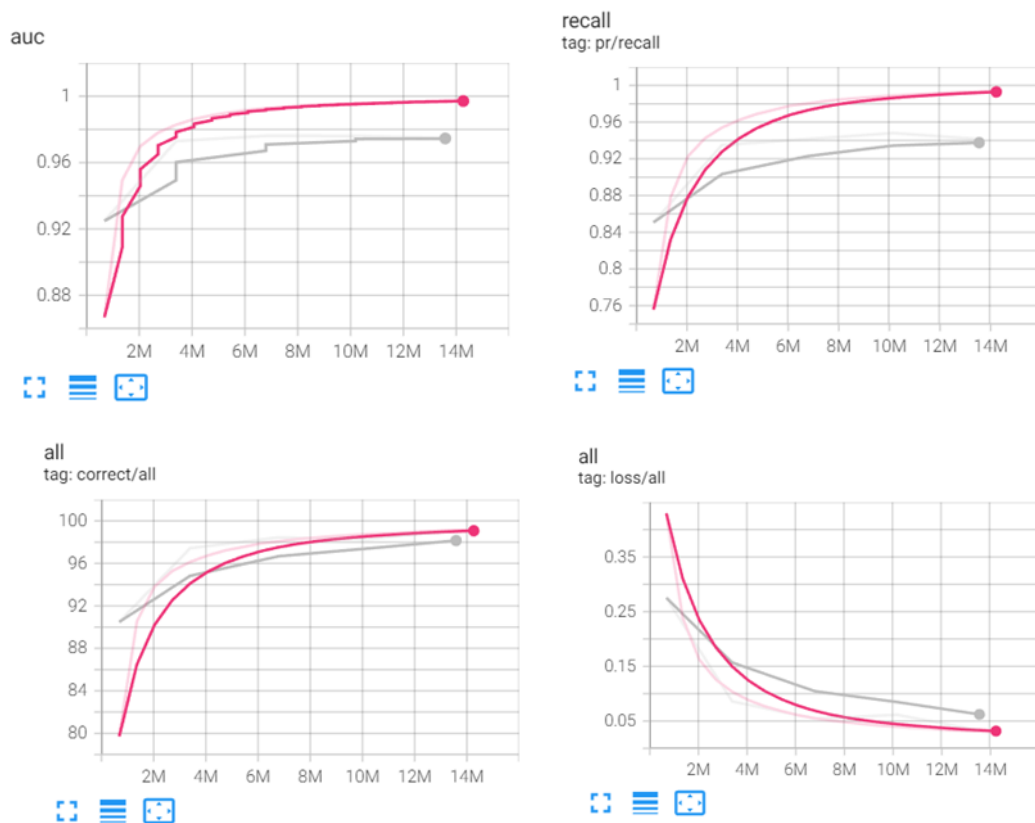 auc
1
0.96
0.92
0.88
2M 4M 6M 8M 10M 12M 14M
recall
tag: pr/recall
1
0.96
0.92
0.88
0.84
0.8
0.76
2M 4M 6M 8M 10M 12M 14M
all
tag: correct/all
100
96
92
88
84
80
2M 4M 6M 8M 10M 12M 14M
all
tag: loss/all
0.35
0.25
0.15
0.05
2M 4M 6M 8M 10M 12M 14M